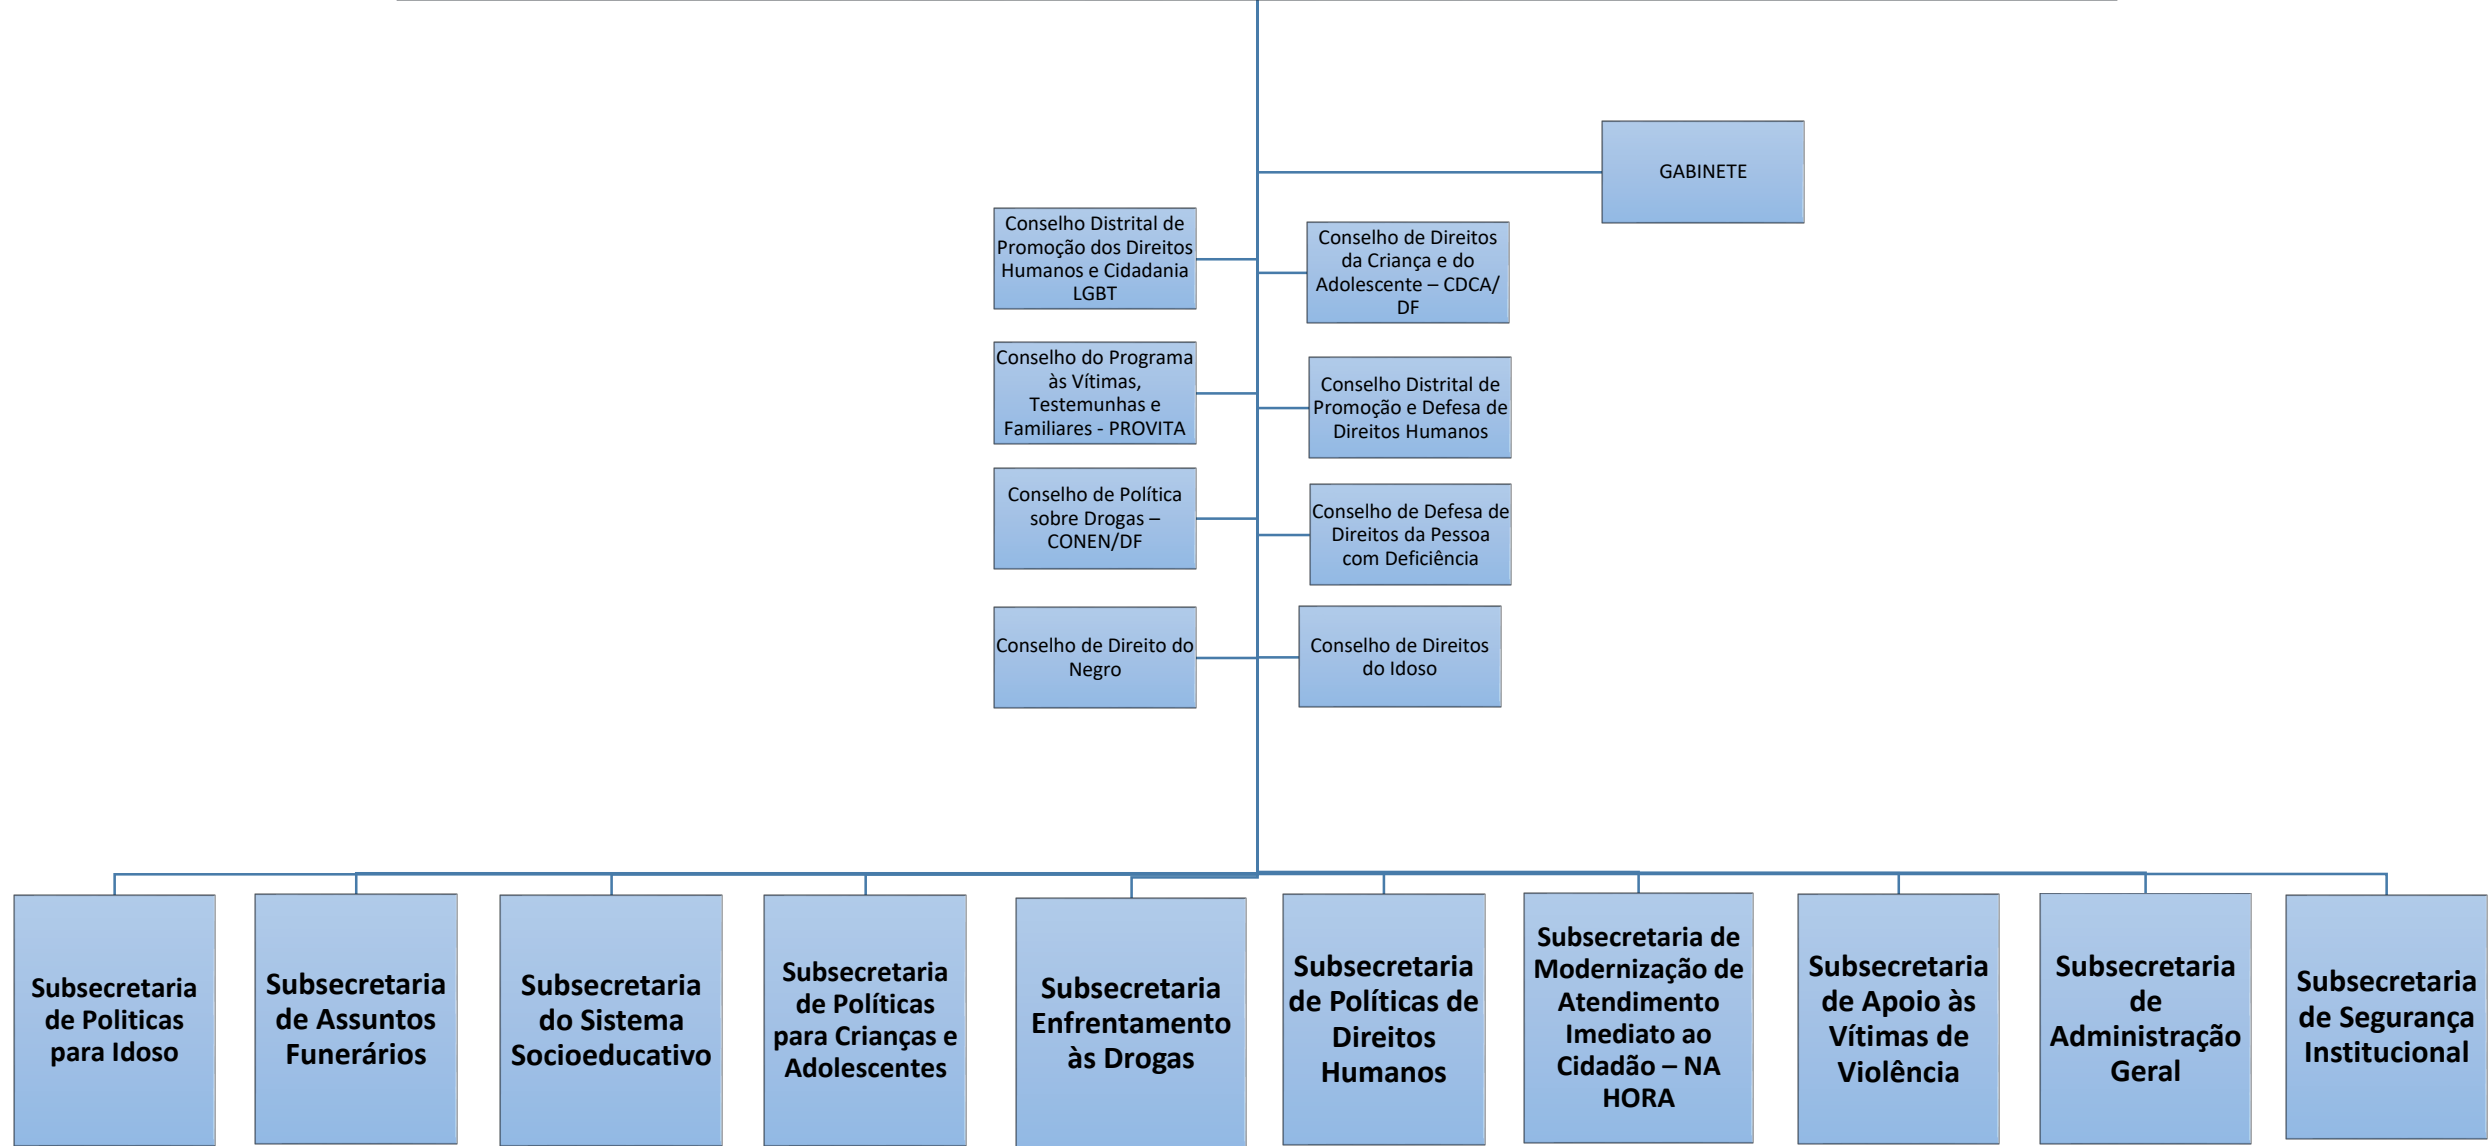 GABINETE
Conselho Distrital de
Promoção dos Direitos
Humanos e Cidadania
LGBT
Conselho de Direitos
da Criança e do
Adolescente – CDCA/
DF
Conselho do Programa
às Vítimas,
Testemunhas e
Familiares - PROVITA
Conselho Distrital de
Promoção e Defesa de
Direitos Humanos
Conselho de Política
sobre Drogas –
CONEN/DF
Conselho de Defesa de
Direitos da Pessoa
com Deficiência
Conselho de Direito do
Negro
Conselho de Direitos
do Idoso
Subsecretaria
de Politicas
para Idoso
Subsecretaria
de Assuntos
Funerários
Subsecretaria
do Sistema
Socioeducativo
Subsecretaria
de Políticas
para Crianças e
Adolescentes
Subsecretaria
Enfrentamento
às Drogas
Subsecretaria
de Políticas de
Direitos
Humanos
Subsecretaria de
Modernização de
Atendimento
Imediato ao
Cidadão – NA
HORA
Subsecretaria
de Apoio às
Vítimas de
Violência
Subsecretaria
de
Administração
Geral
Subsecretaria
de Segurança
Institucional